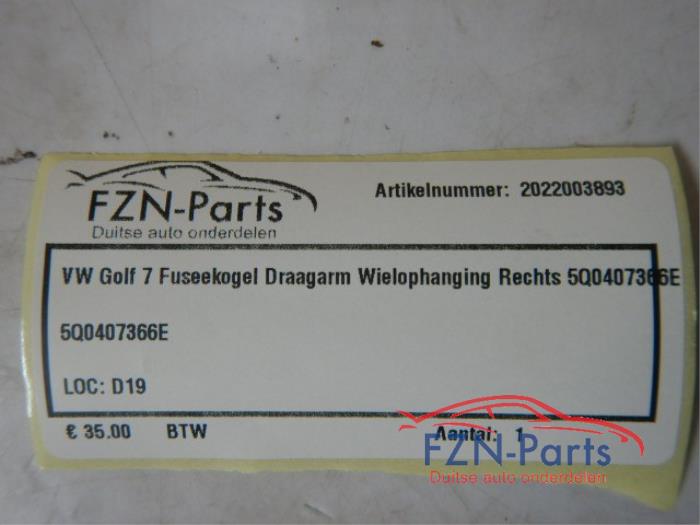 FZN-Parts
Duitse auto onderdelen
Artikelnummer: 2022003893
VW Golf 7 Fuseekogel Draagarm Wielophanging Rechts 5Q0407366E
5Q0407366E
LOC: D19
€ 35.00 BTW Aantal: 1
FZN-Parts
Duitse auto onderdelen